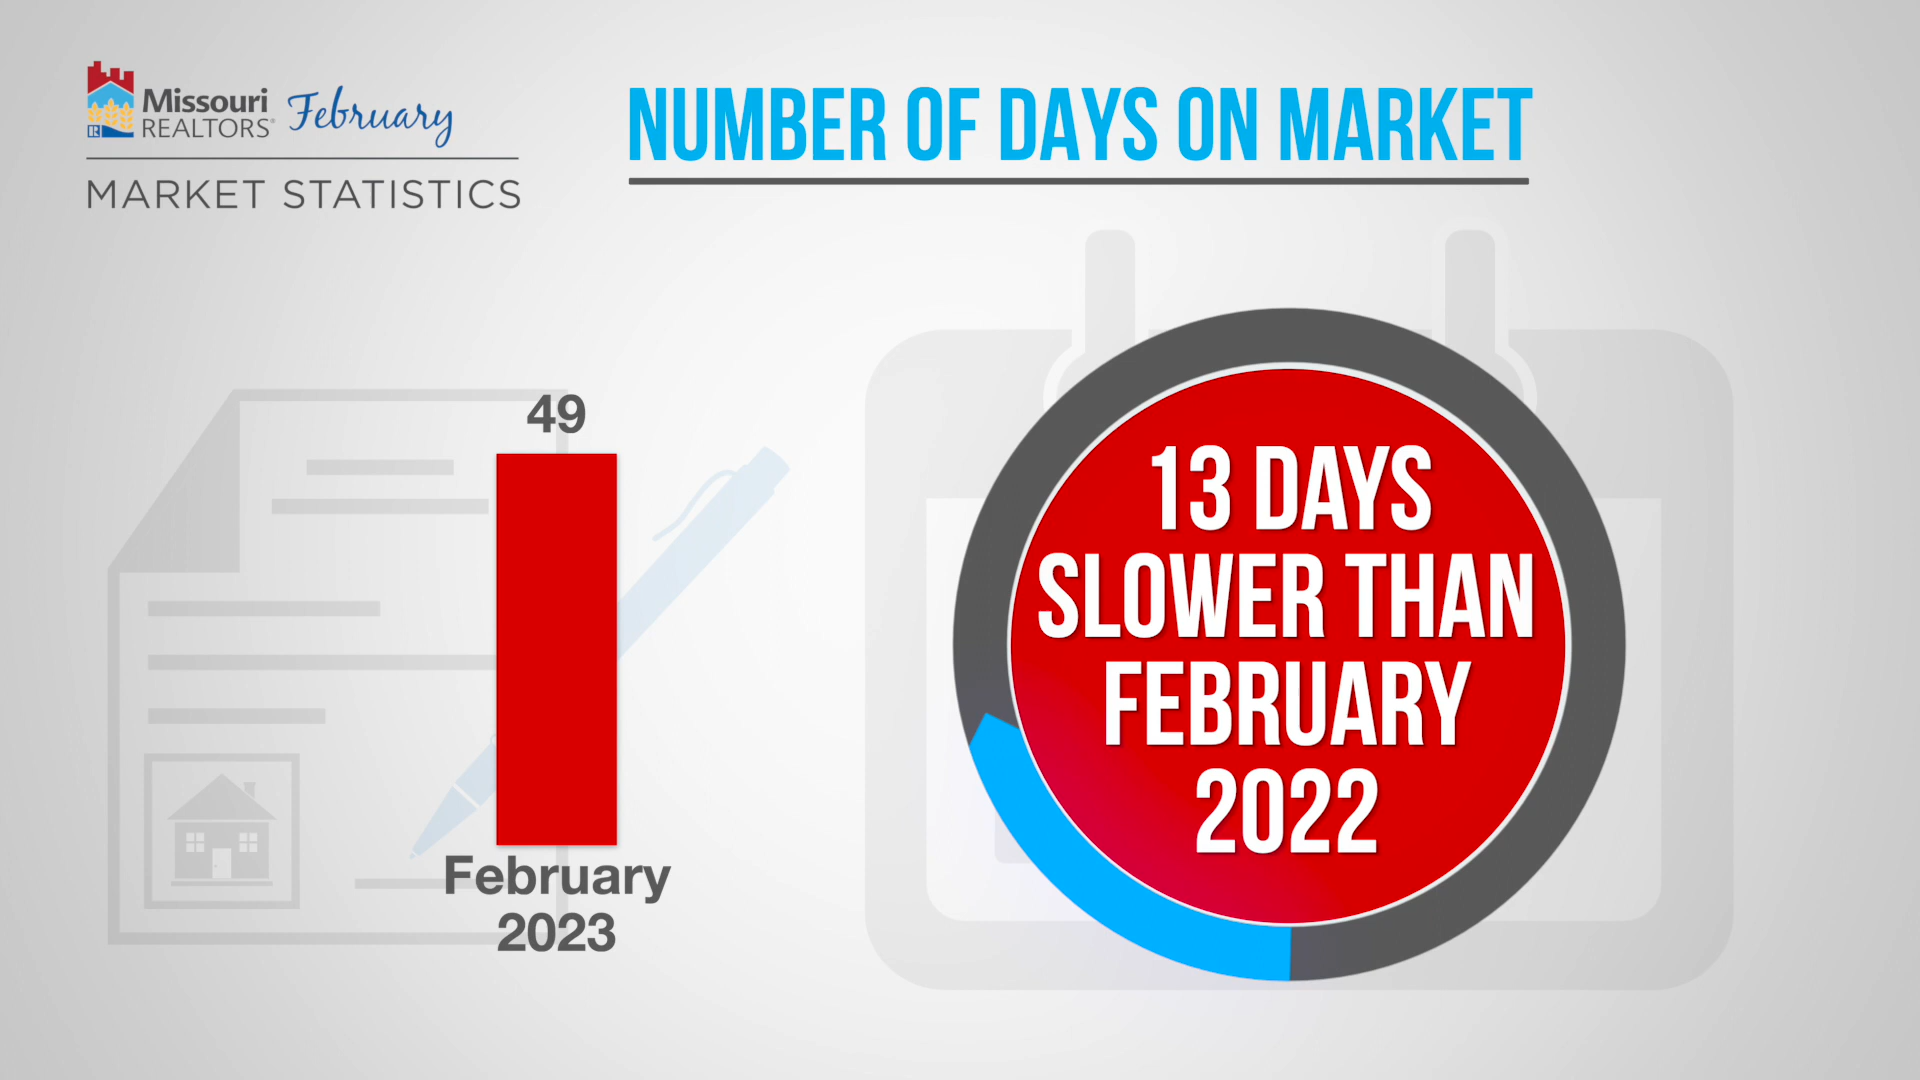 Missouri
REALTORS®
February
MARKET STATISTICS
NUMBER OF DAYS ON MARKET
49
February
2023
13 DAYS
SLOWER THAN
FEBRUARY
2022